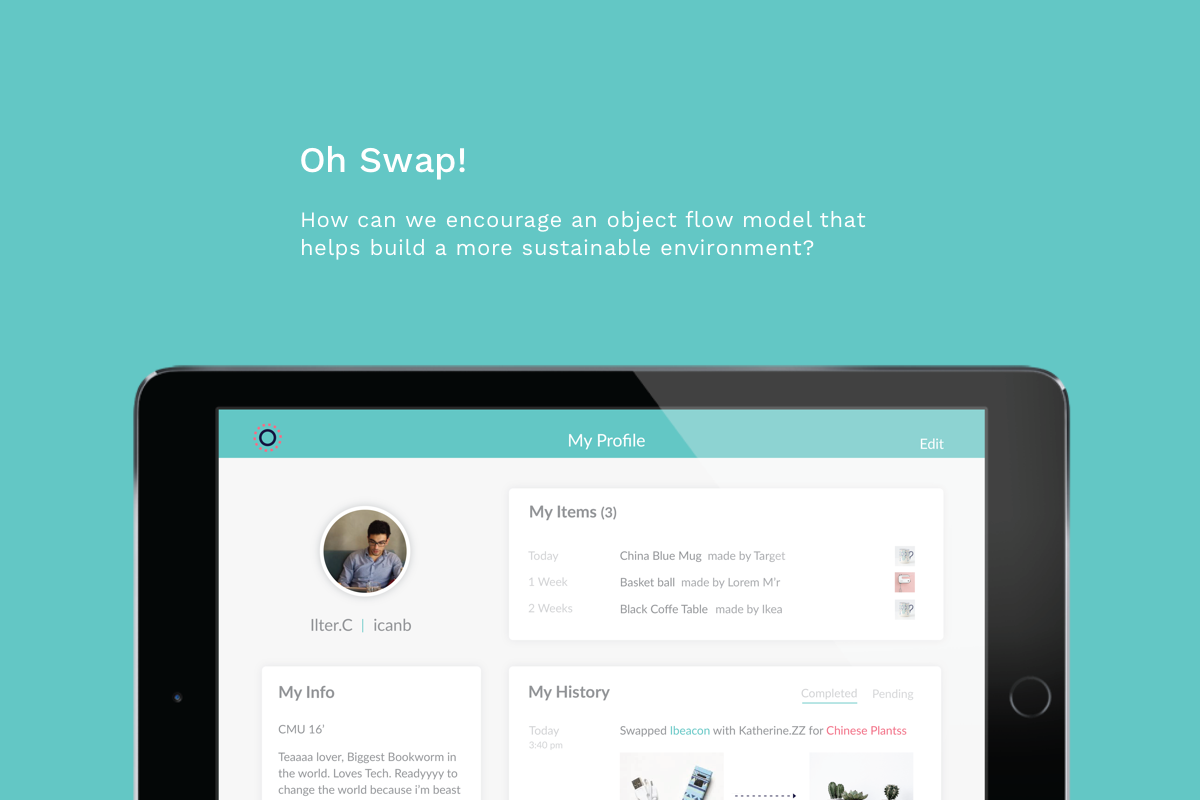 Oh Swap!
How can we encourage an object flow model that
helps build a more sustainable environment?
My Profile
Edit
Ilter.C | icanb
My Items (3)
Today China Blue Mug made by Target
1 Week Basket ball made by Lorem M'r
2 Weeks Black Coffe Table made by Ikea
My Info
CMU 16'
Teaaaa lover, Biggest Bookworm in
the world. Loves Tech. Readyyyy to
change the world because i'm beast
My History
Completed Pending
Today Swapped Ibeacon with Katherine.ZZ for Chinese Plantss
3:40 pm